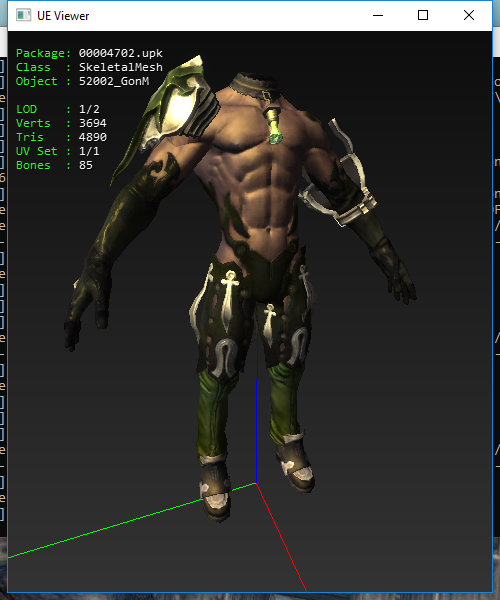 UE Viewer
Package: 00004702.upk
Class : SkeletalMesh
Object : 52002_GonM
LOD : 1/2
Verts : 3694
Tris : 4890
UV Set : 1/1
Bones : 85